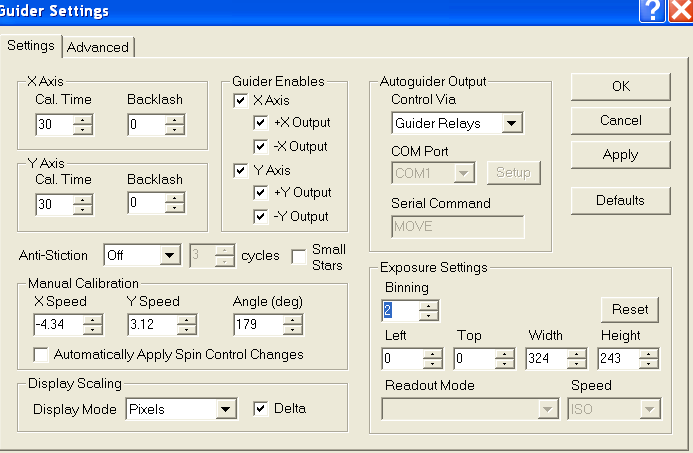 Guider Settings
Settings
Advanced
X Axis
Cal. Time
Backlash
30
0
Y Axis
Cal. Time
Backlash
30
0
Guider Enables
X Axis
+X Output
-X Output
Y Axis
+Y Output
-Y Output
Autoguider Output
Control Via
Guider Relays
COM Port
COM1
Setup
Serial Command
MOVE
OK
Cancel
Apply
Defaults
Anti-Stiction
Off
3
cycles
Small
Stars
Manual Calibration
X Speed
Y Speed
Angle (deg)
-4.34
3.12
179
Automatically Apply Spin Control Changes
Display Scaling
Display Mode
Pixels
Delta
Exposure Settings
Binning
2
Reset
Left
Top
Width
Height
0
0
324
243
Readout Mode
Speed
ISO